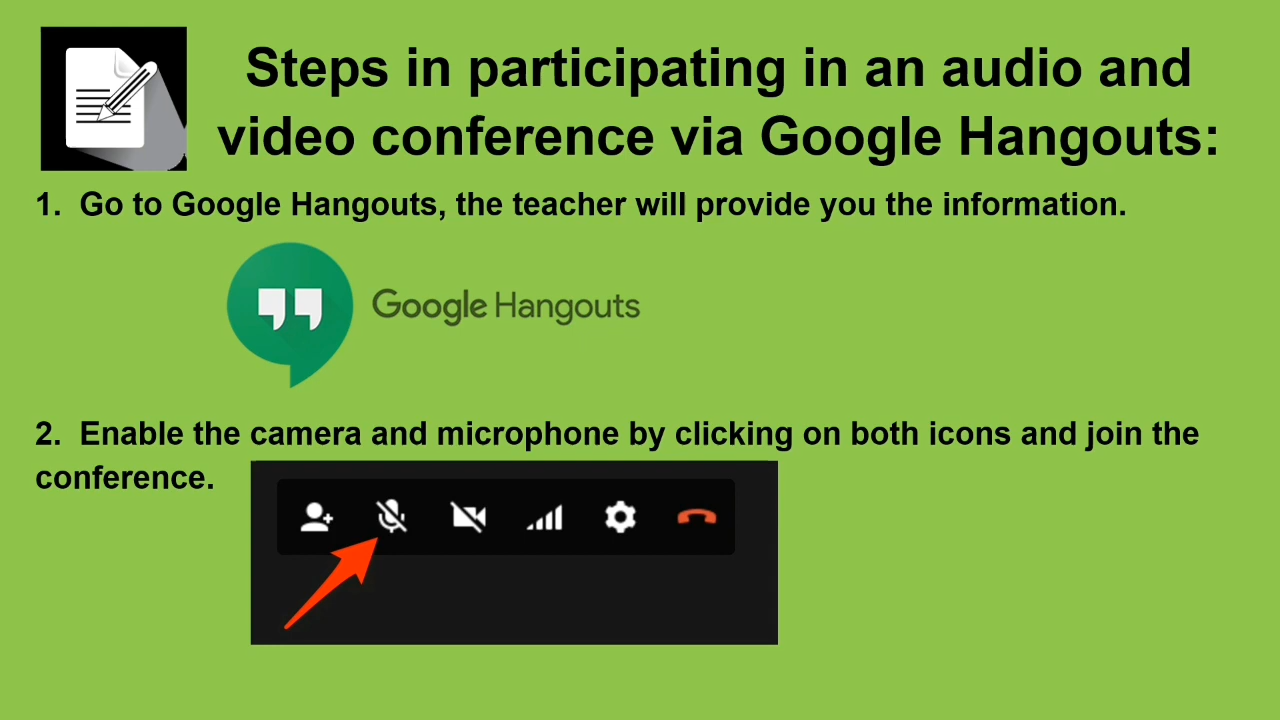 Steps in participating in an audio and
video conference via Google Hangouts:
1. Go to Google Hangouts, the teacher will provide you the information.
Google Hangouts
2. Enable the camera and microphone by clicking on both icons and join the
conference.